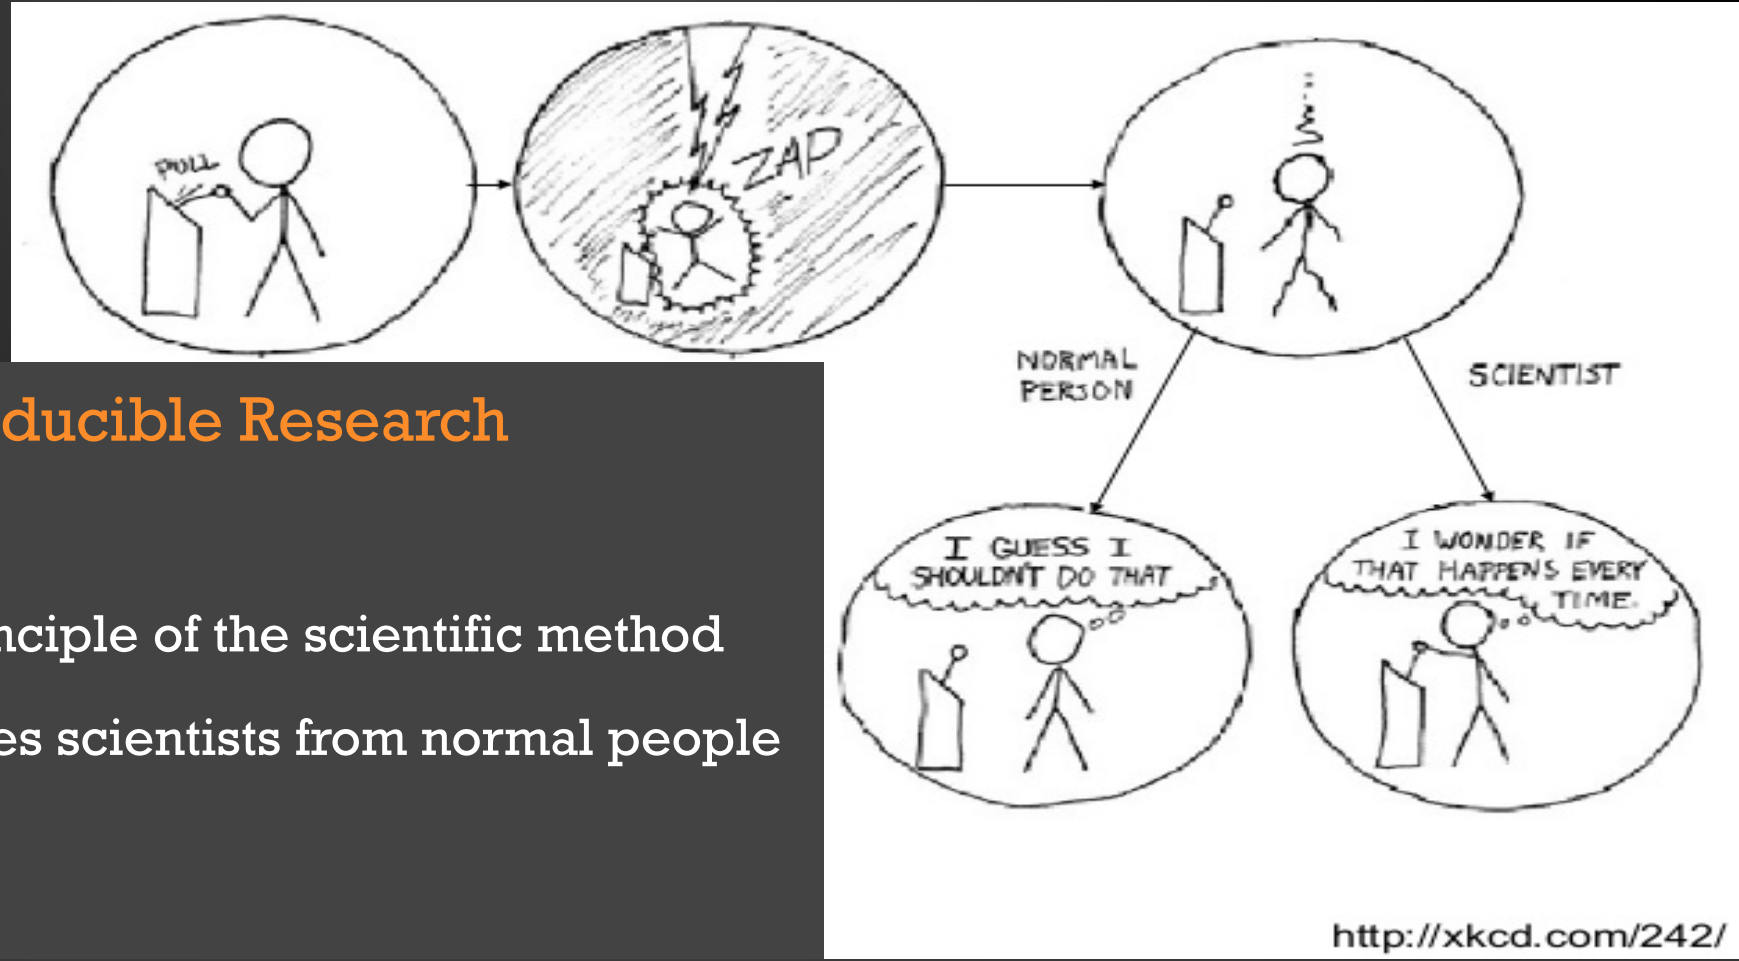 PULL
ZAP
NORMAL
PERSON
SCIENTIST
ducible Research
nciple of the scientific method
es scientists from normal people
I GUESS I
SHOULDN'T DO THAT
I WONDER IF
THAT HAPPENS EVERY
TIME.
http://xkcd.com/242/